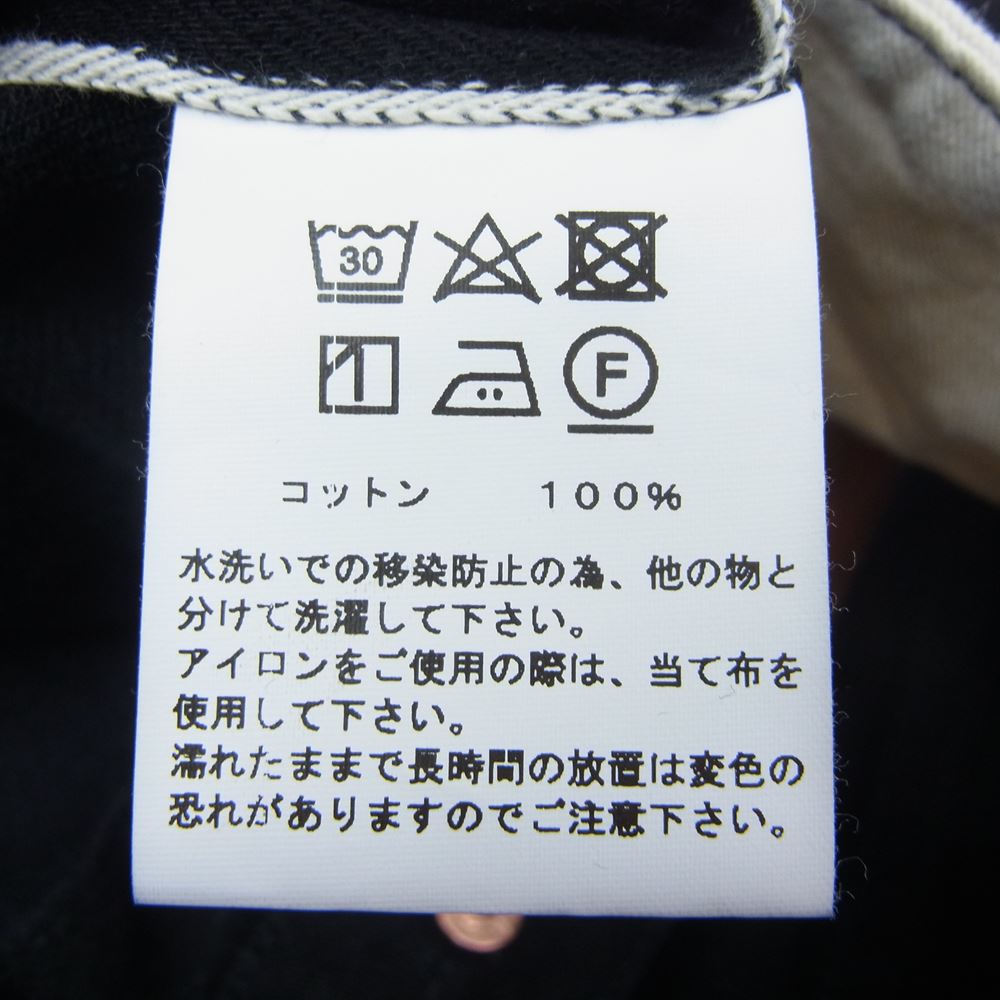 30
F
コットン　　１００％
水洗いでの移染防止の為、他の物と
分けて洗濯して下さい。
アイロンをご使用の際は、当て布を
使用して下さい。
濡れたままで長時間の放置は変色の
恐れがありますのでご注意下さい。